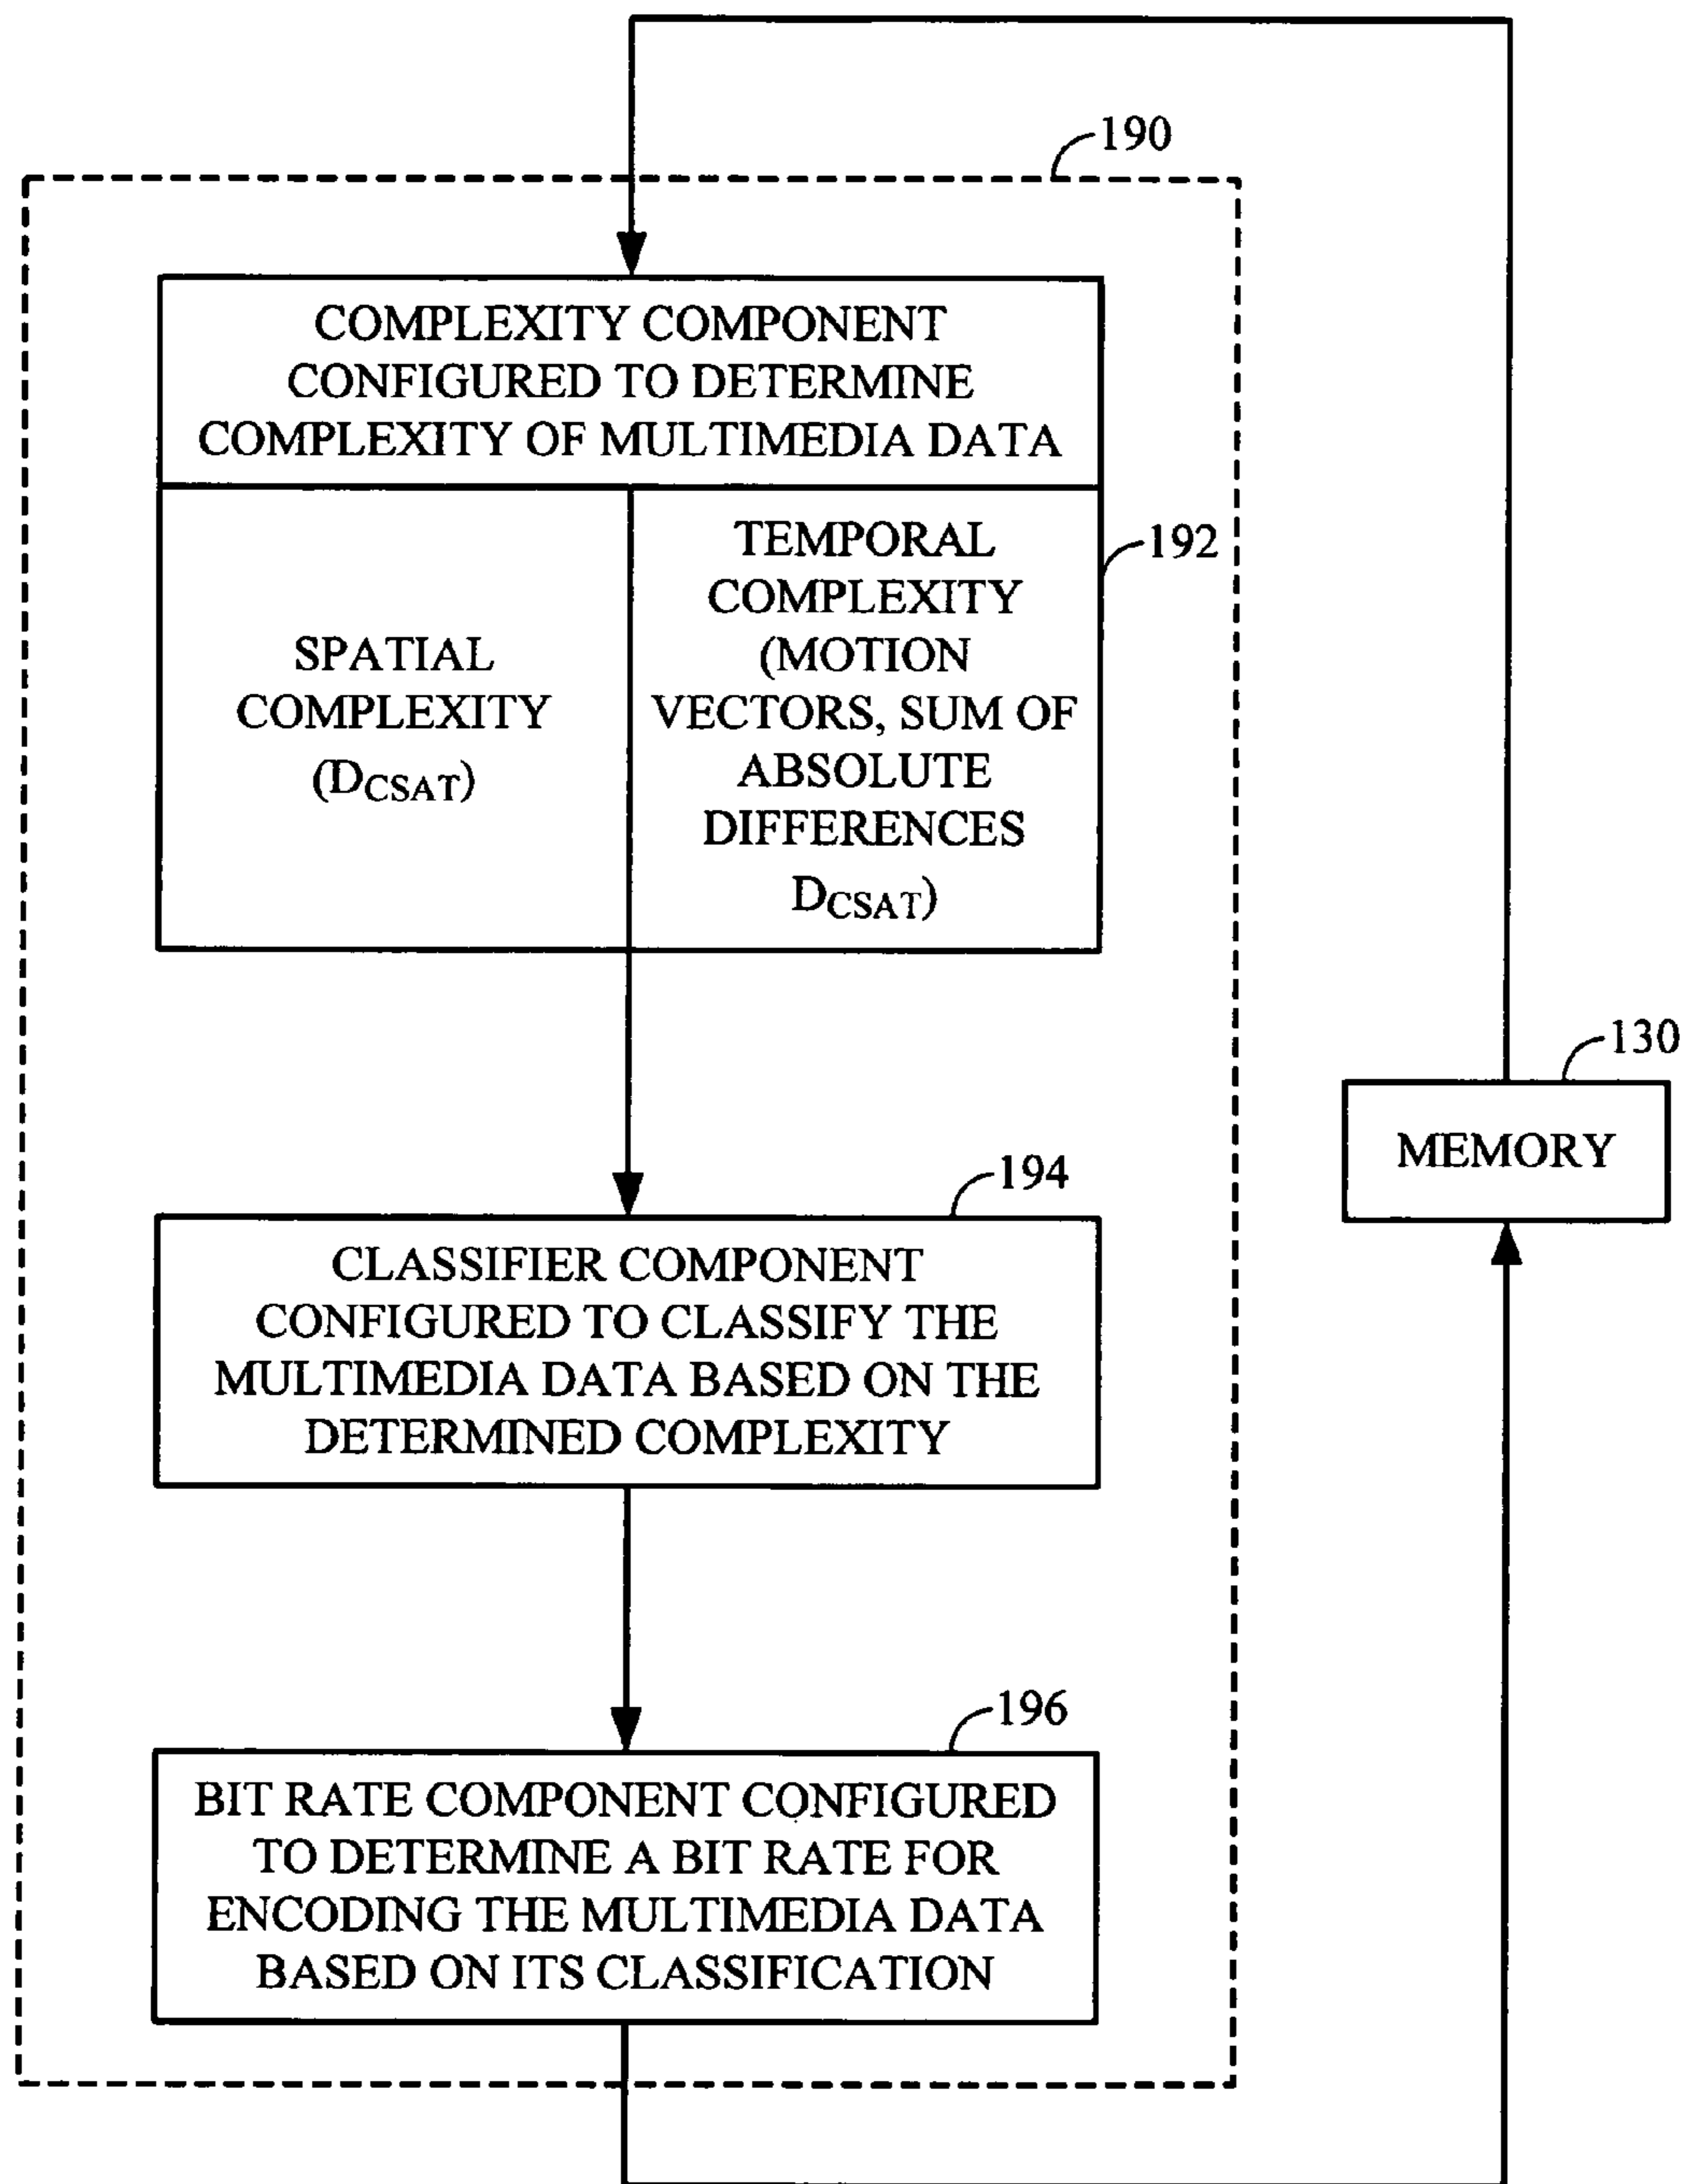 190
COMPLEXITY COMPONENT
CONFIGURED TO DETERMINE
COMPLEXITY OF MULTIMEDIA DATA
SPATIAL
COMPLEXITY
(DCSAT)
TEMPORAL
COMPLEXITY
(MOTION
VECTORS, SUM OF
ABSOLUTE
DIFFERENCES
DCSAT)
192
130
MEMORY
194
CLASSIFIER COMPONENT
CONFIGURED TO CLASSIFY THE
MULTIMEDIA DATA BASED ON THE
DETERMINED COMPLEXITY
196
BIT RATE COMPONENT CONFIGURED
TO DETERMINE A BIT RATE FOR
ENCODING THE MULTIMEDIA DATA
BASED ON ITS CLASSIFICATION